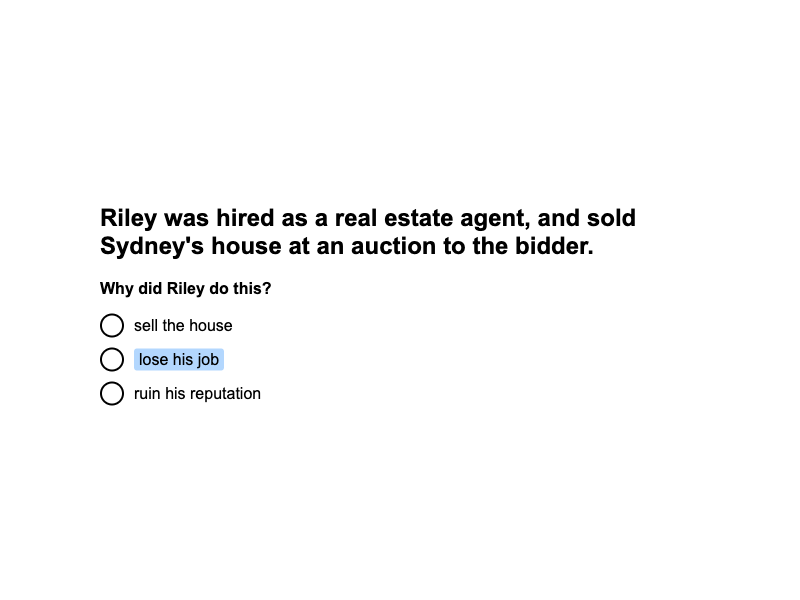 Riley was hired as a real estate agent, and sold
Sydney's house at an auction to the bidder.
Why did Riley do this?
sell the house
lose his job
ruin his reputation